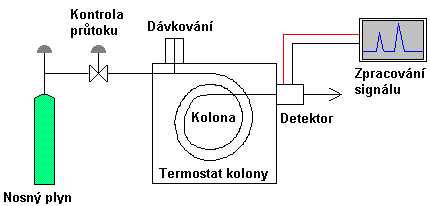 Kontrola
průtoku
Dávkování
Zpracování
signálu
Kolona
Detektor
Termostat kolony
Nosný plyn